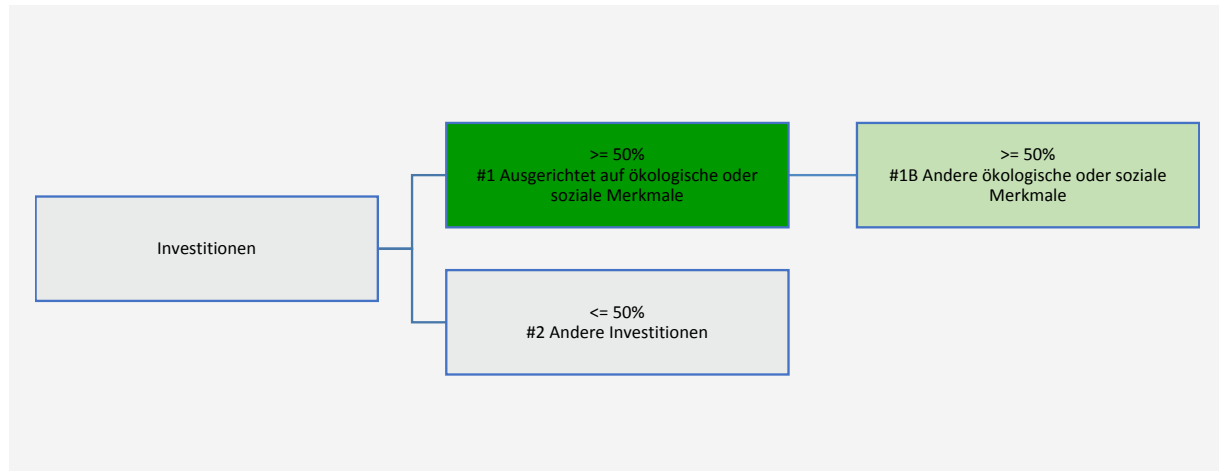 Investitionen
>= 50%
#1 Ausgerichtet auf ökologische oder
soziale Merkmale
>= 50%
#1B Andere ökologische oder soziale
Merkmale
<= 50%
#2 Andere Investitionen